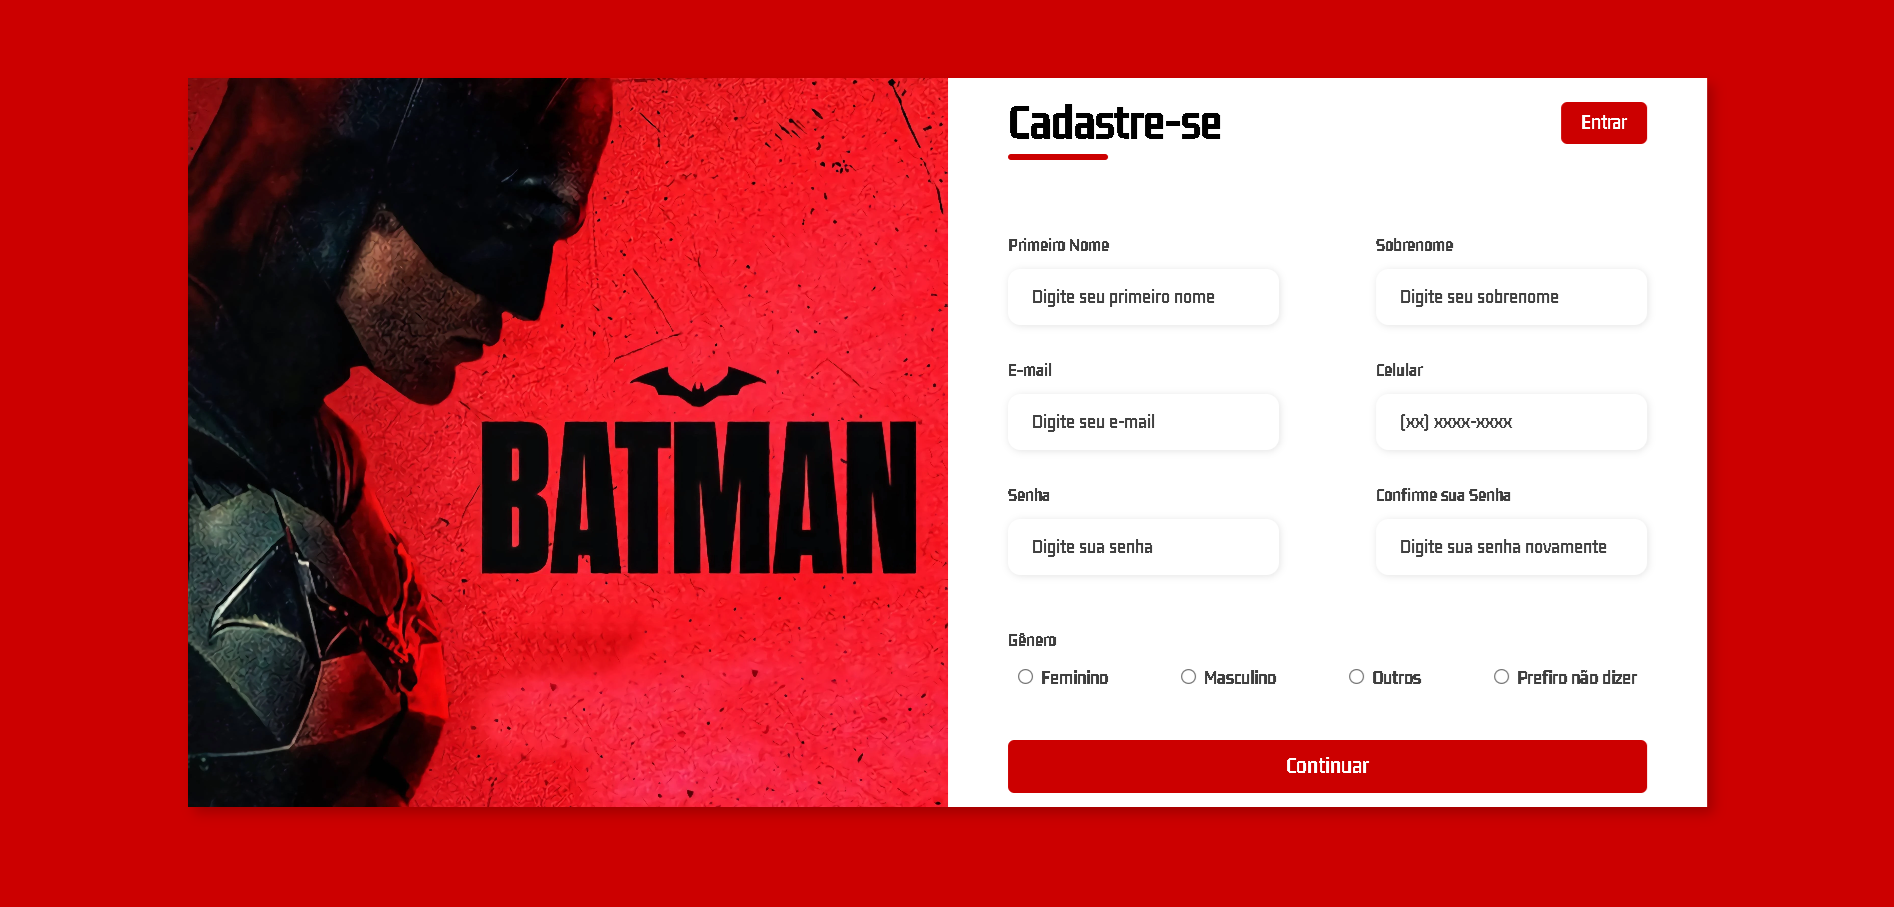 BATMAN
Cadastre-se
Entrar
Primeiro Nome
Sobrenome
Digite seu primeiro nome
Digite seu sobrenome
E-mail
Celular
Digite seu e-mail
(xx) xxxx-xxxx
Senha
Confirme sua Senha
Digite sua senha
Digite sua senha novamente
Gênero
Feminino
Masculino
Outros
Prefiro não dizer
Continuar